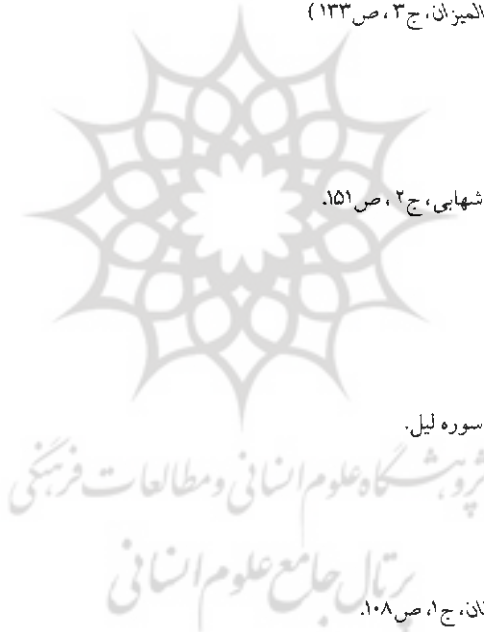 المیزان، ج۳، ص۱۳۳)
شهابی، ج۲، ص۱۵۱.
سوره لیل.
پژوهشگاه علوم انسانی و مطالعات فرهنگی
پرتال جامع علوم انسانی
ج۱، ص۱۰۸.